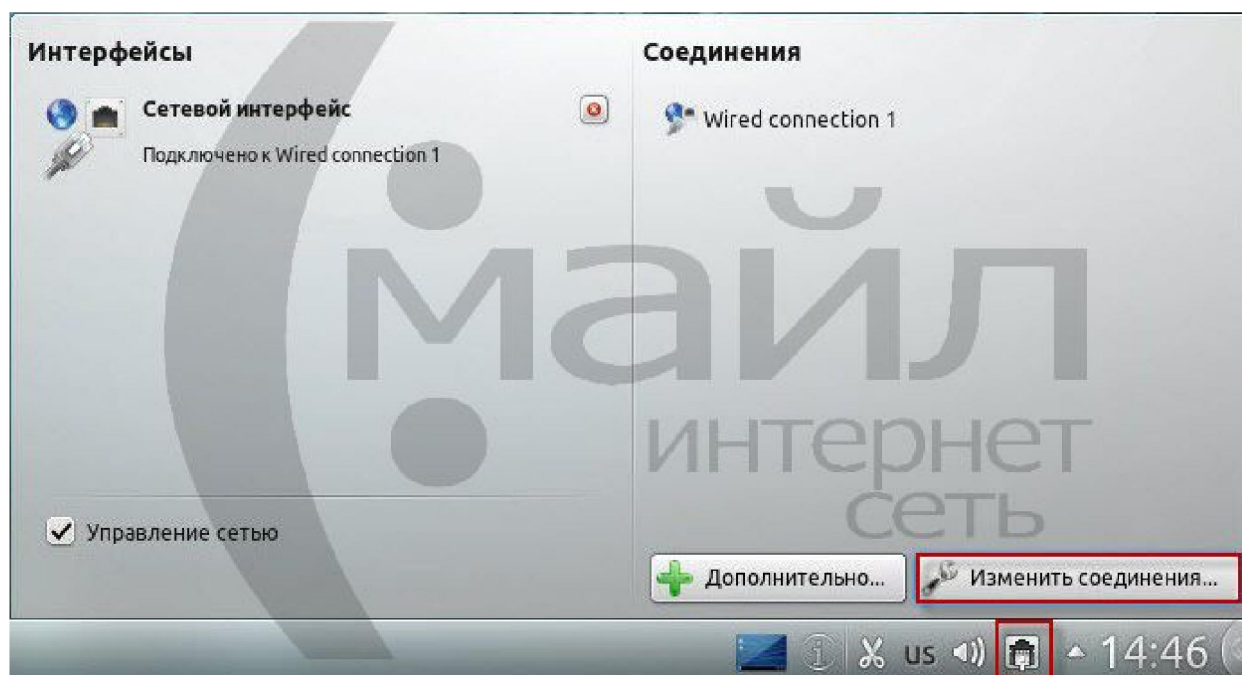 Интерфейсы
Сетевой интерфейс
Подключено к Wired connection 1
Управление сетью
Соединения
Wired connection 1
майл
интернет
сеть
Дополнительно...
Изменить соединения...
us
14:46